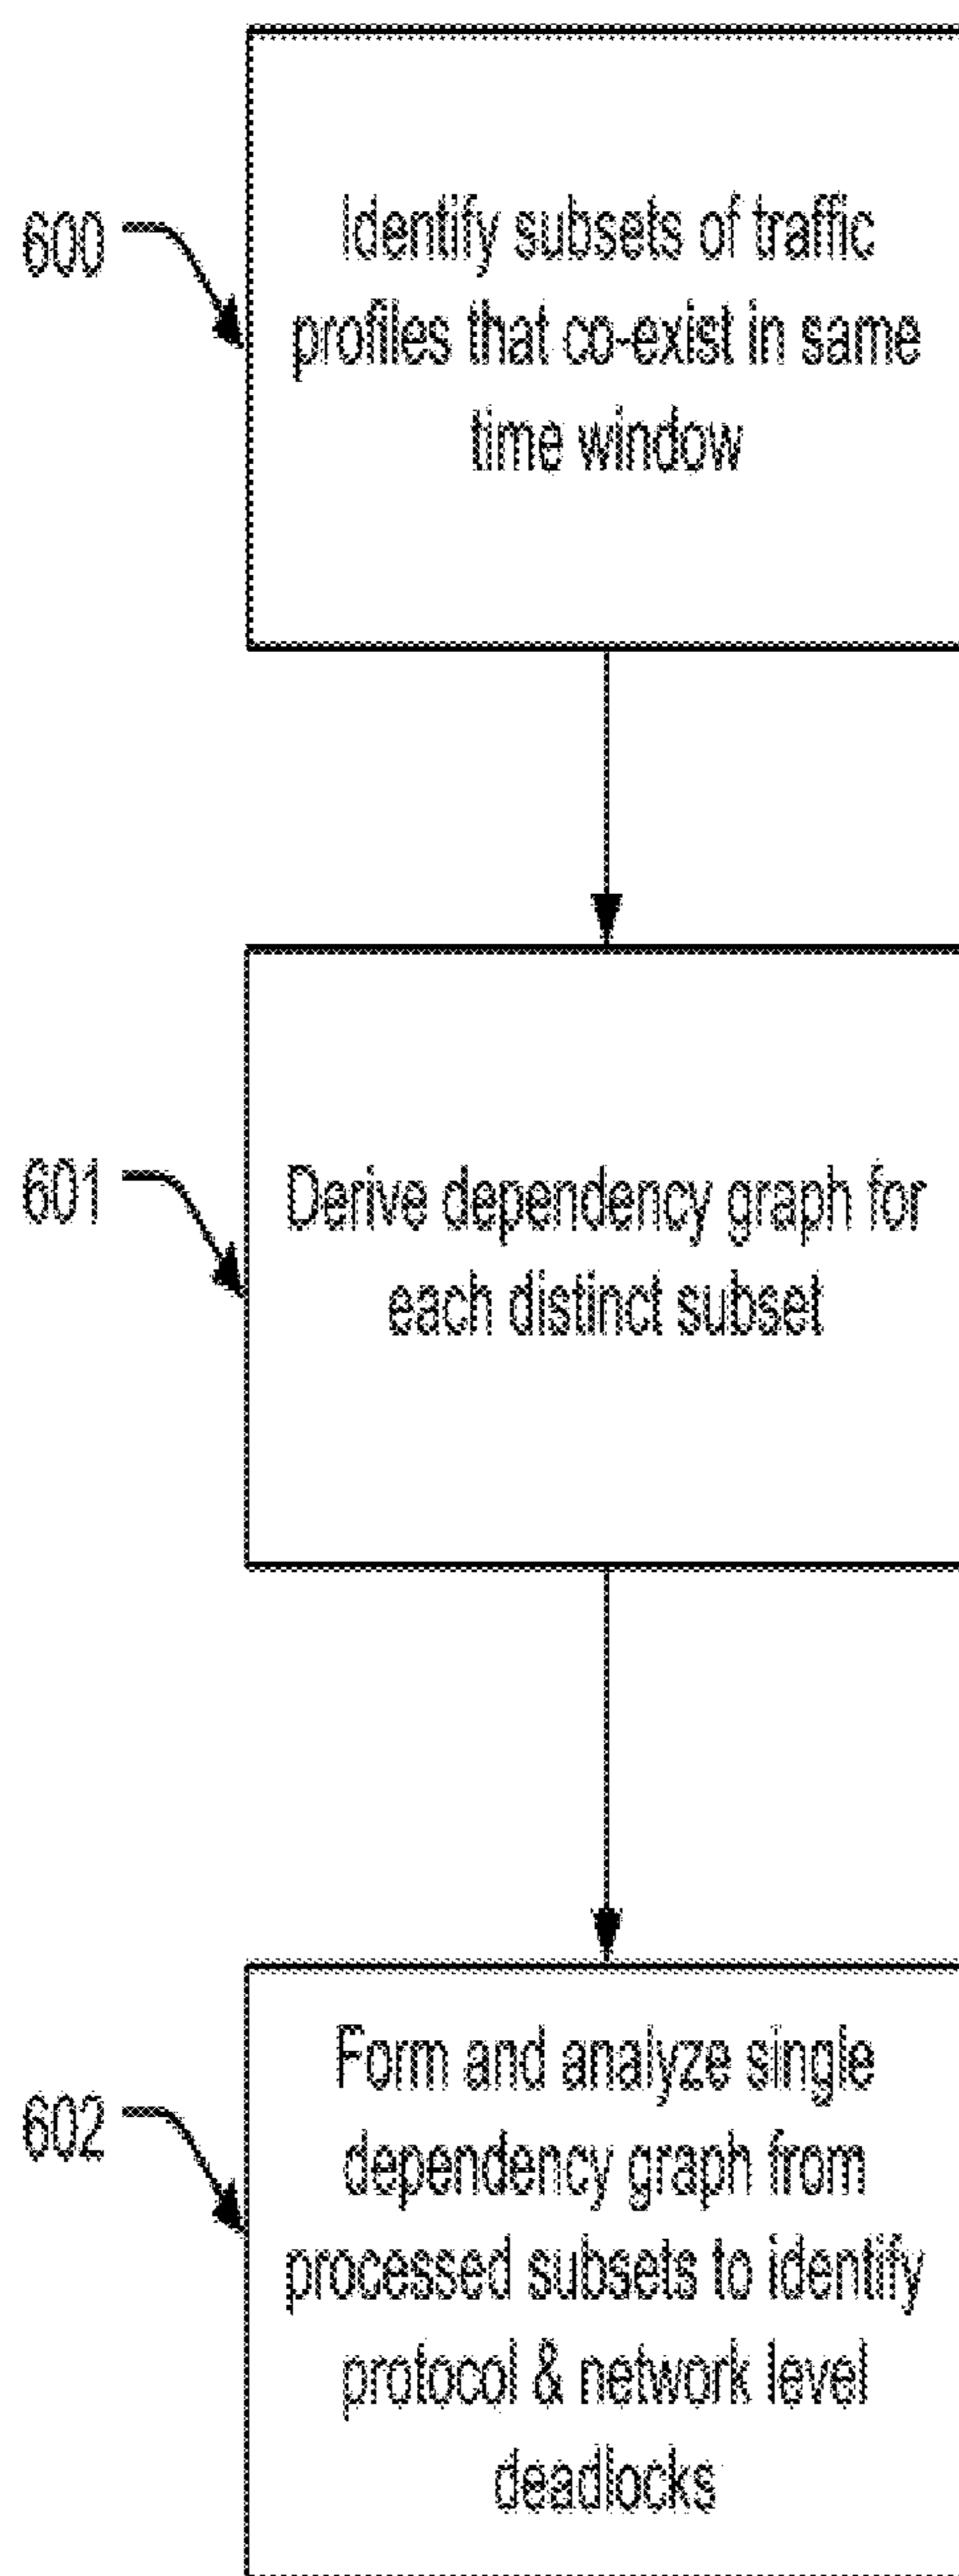 600
Identify subsets of traffic
profiles that co-exist in same
time window
601
Derive dependency graph for
each distinct subset
602
Form and analyze single
dependency graph from
processed subsets to identify
protocol & network level
deadlocks